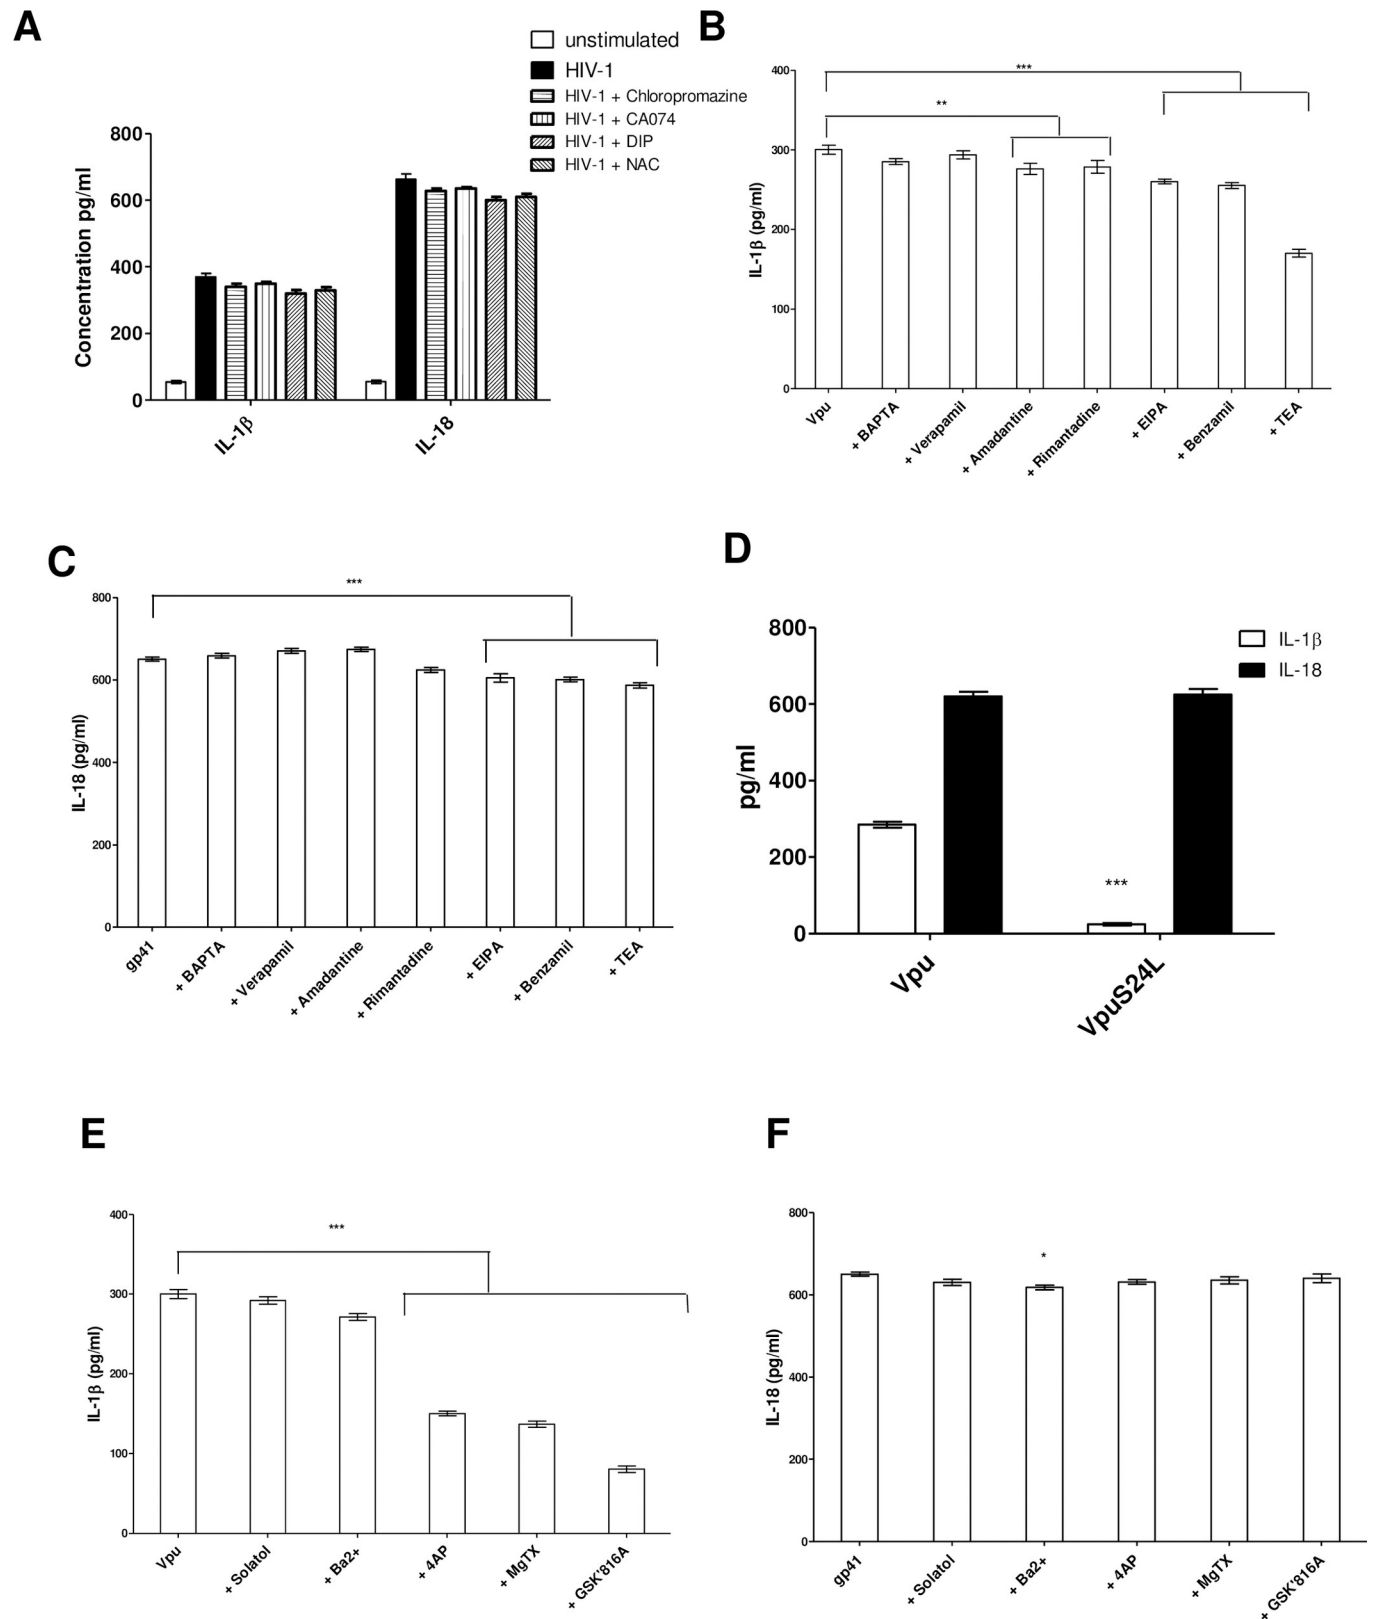 A
unstimulated
HIV-1
HIV-1 + Chloropromazine
HIV-1 + CA074
HIV-1 + DIP
HIV-1 + NAC
Concentration pg/ml
800
600
400
200
0
IL-1β
IL-18
B
***
**
IL-1β (pg/ml)
400
300
200
100
0
Vpu
+ BAPTA
+ Verapamil
+ Amadantine
+ Rimantadine
+ EIPA
+ Benzamil
+ TEA
C
***
IL-18 (pg/ml)
800
600
400
200
0
gp41
+ BAPTA
+ Verapamil
+ Amadantine
+ Rimantadine
+ EIPA
+ Benzamil
+ TEA
D
IL-1β
IL-18
pg/ml
800
600
400
200
0
***
Vpu
VpuS24L
E
***
IL-1β (pg/ml)
400
300
200
100
0
Vpu
+ Solatol
+ Ba2+
+ 4AP
+ MgTX
+ GSK'816A
F
*
IL-18 (pg/ml)
800
600
400
200
0
gp41
+ Solatol
+ Ba2+
+ 4AP
+ MgTX
+ GSK'816A